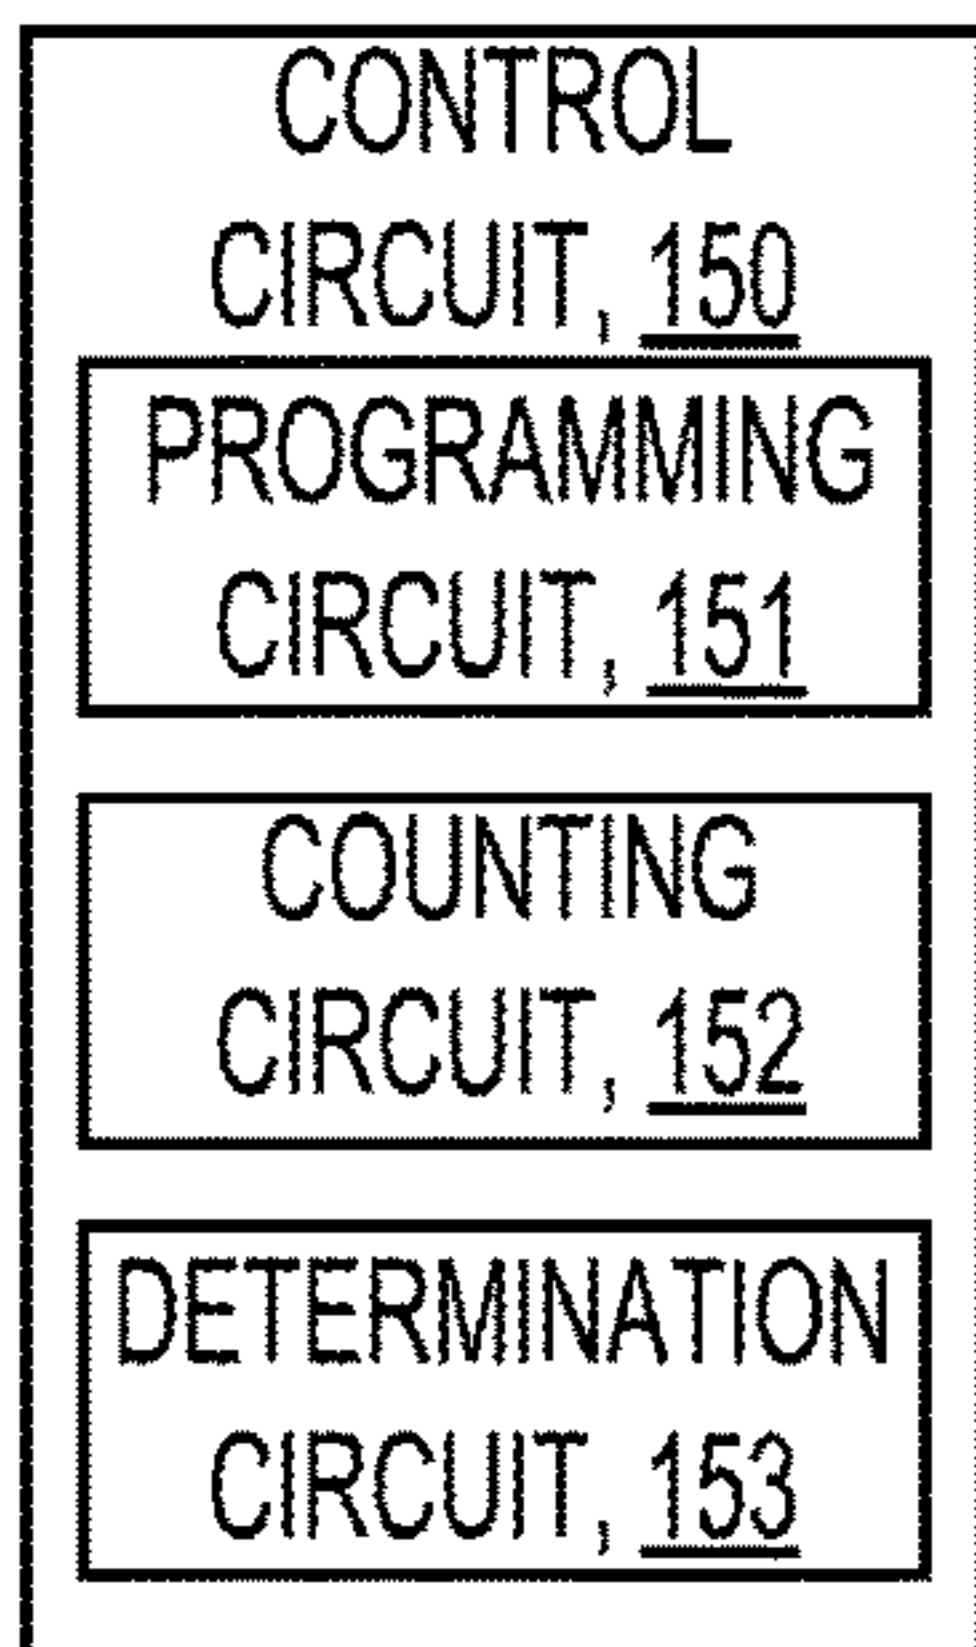 CONTROL
CIRCUIT, 150
PROGRAMMING
CIRCUIT, 151
COUNTING
CIRCUIT, 152
DETERMINATION
CIRCUIT, 153